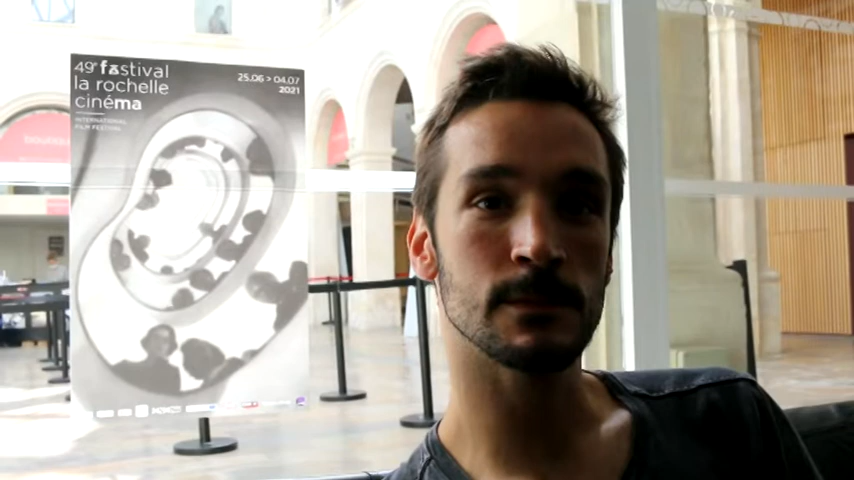 49e festival
la rochelle
cinéma
INTERNATIONAL
FILM FESTIVAL
25.06 > 04.07
2021